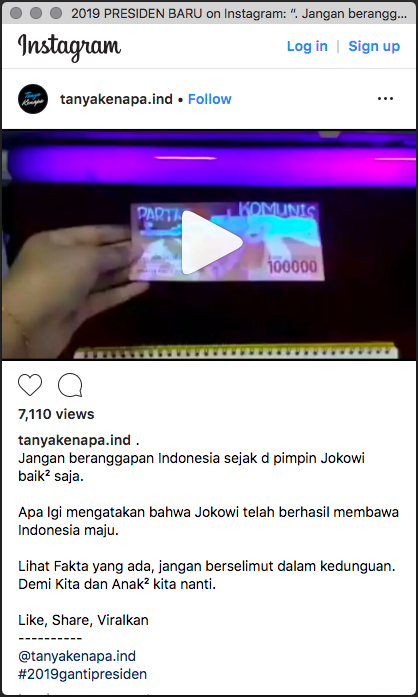 2019 PRESIDEN BARU on Instagram: “. Jangan berangg...
Instagram
Log in | Sign up
Tanya Kenapa
tanyakenapa.ind • Follow
PARTAI KOMUNIS
100000
7,110 views
tanyakenapa.ind .
Jangan beranggapan Indonesia sejak d pimpin Jokowi
baik² saja.
Apa lgi mengatakan bahwa Jokowi telah berhasil membawa
Indonesia maju.
Lihat Fakta yang ada, jangan berselimut dalam kedunguan.
Demi Kita dan Anak² kita nanti.
Like, Share, Viralkan
----------
@tanyakenapa.ind
#2019gantipresiden